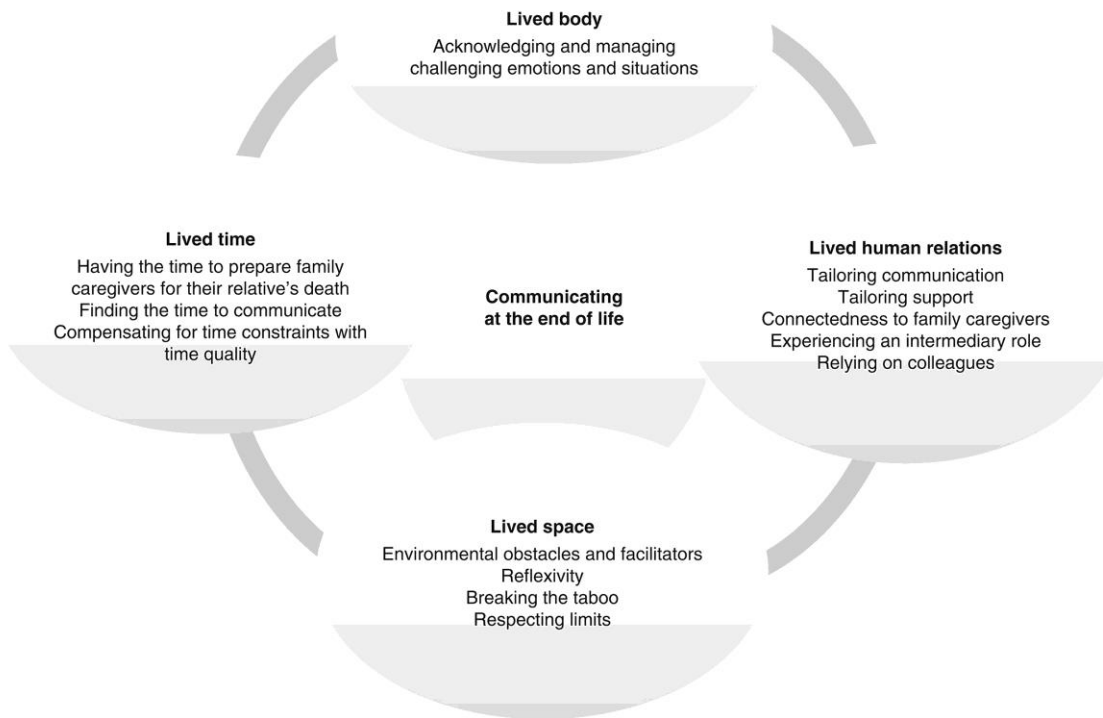 Lived body
Acknowledging and managing
challenging emotions and situations
Lived time
Having the time to prepare family
caregivers for their relative's death
Finding the time to communicate
Compensating for time constraints with
time quality
Communicating
at the end of life
Lived human relations
Tailoring communication
Tailoring support
Connectedness to family caregivers
Experiencing an intermediary role
Relying on colleagues
Lived space
Environmental obstacles and facilitators
Reflexivity
Breaking the taboo
Respecting limits